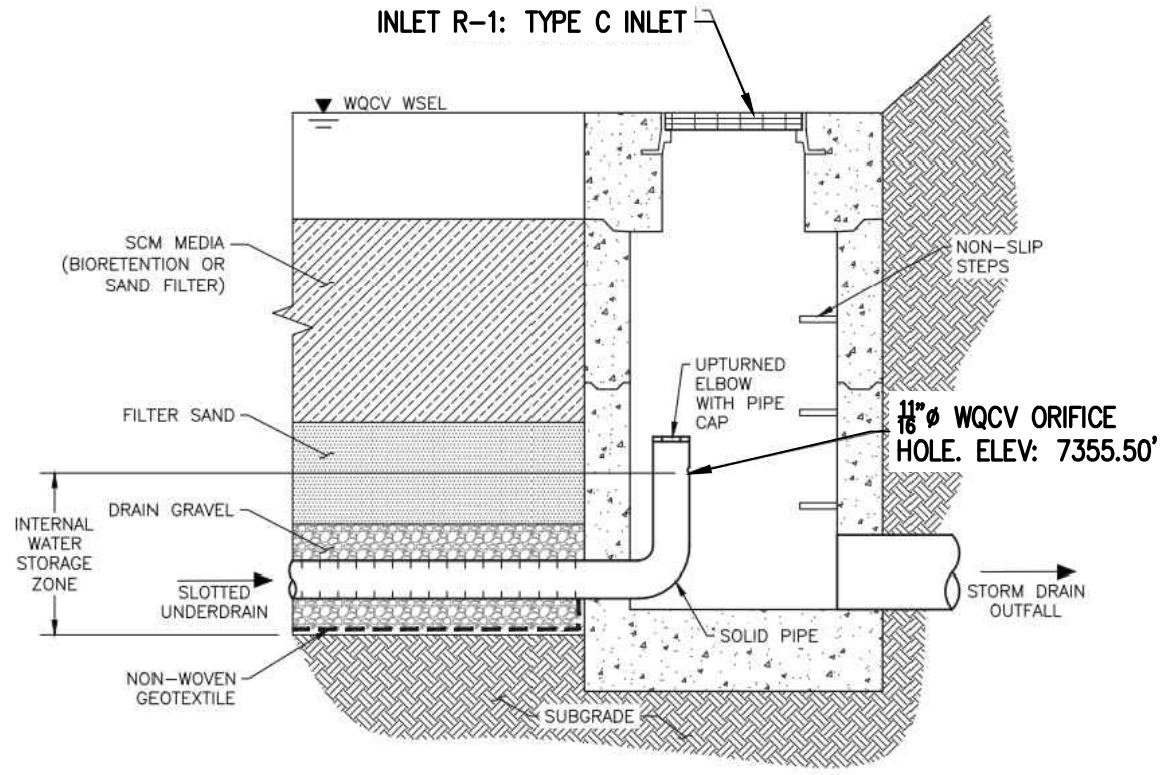 INLET R-1: TYPE C INLET
WQCV WSEL
SCM MEDIA
(BIORETENTION OR
SAND FILTER)
NON-SLIP
STEPS
UPTURNED
ELBOW
WITH PIPE
CAP
11/16"ø WQCV ORIFICE
HOLE. ELEV: 7355.50'
FILTER SAND
DRAIN GRAVEL
INTERNAL
WATER
STORAGE
ZONE
SLOTTED
UNDERDRAIN
STORM DRAIN
OUTFALL
SOLID PIPE
NON-WOVEN
GEOTEXTILE
SUBGRADE